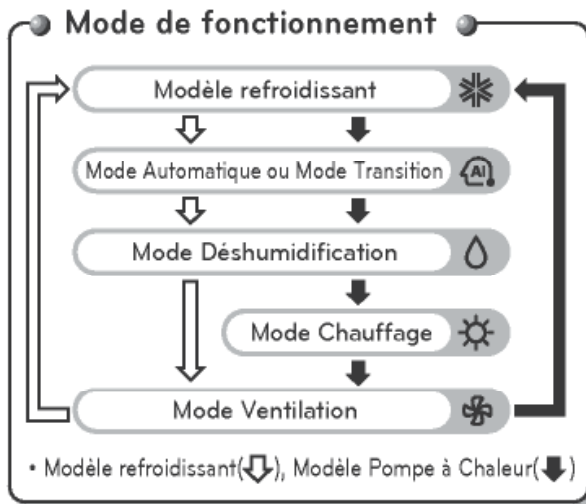 Mode de fonctionnement
Modèle refroidissant
Mode Automatique ou Mode Transition
AI
Mode Déshumidification
Mode Chauffage
Mode Ventilation
• Modèle refroidissant(⇩), Modèle Pompe à Chaleur(🡇)